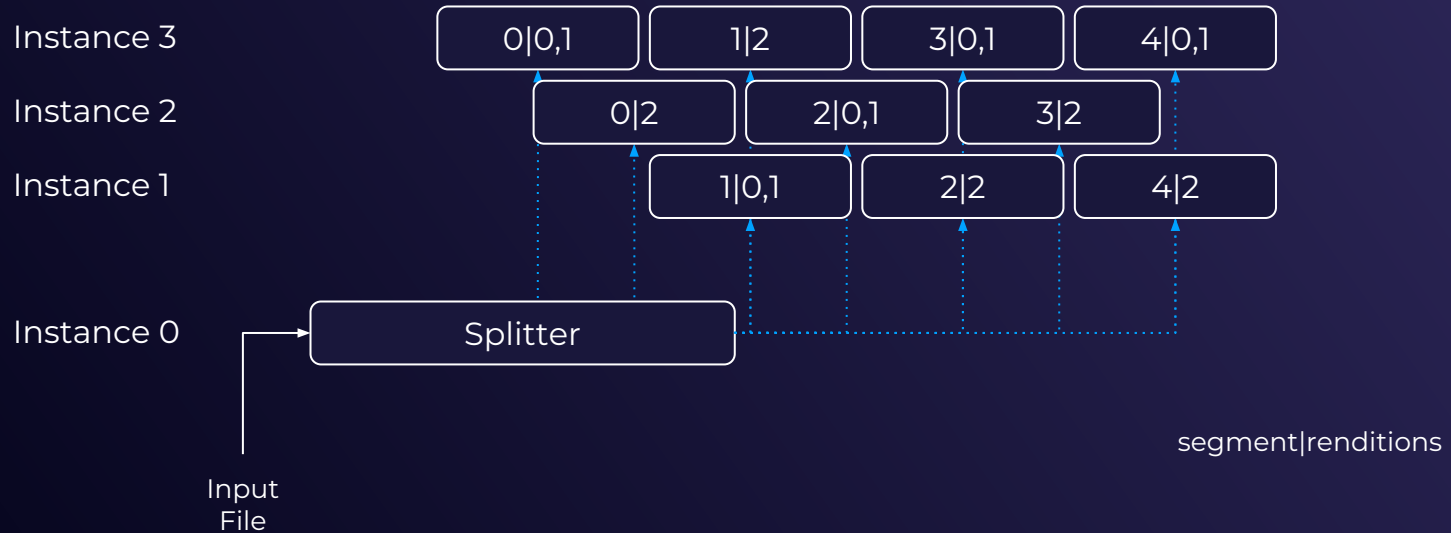 Instance 3
0|0,1
1|2
3|0,1
4|0,1
Instance 2
0|2
2|0,1
3|2
Instance 1
1|0,1
2|2
4|2
Instance 0
Splitter
segment|renditions
Input
File